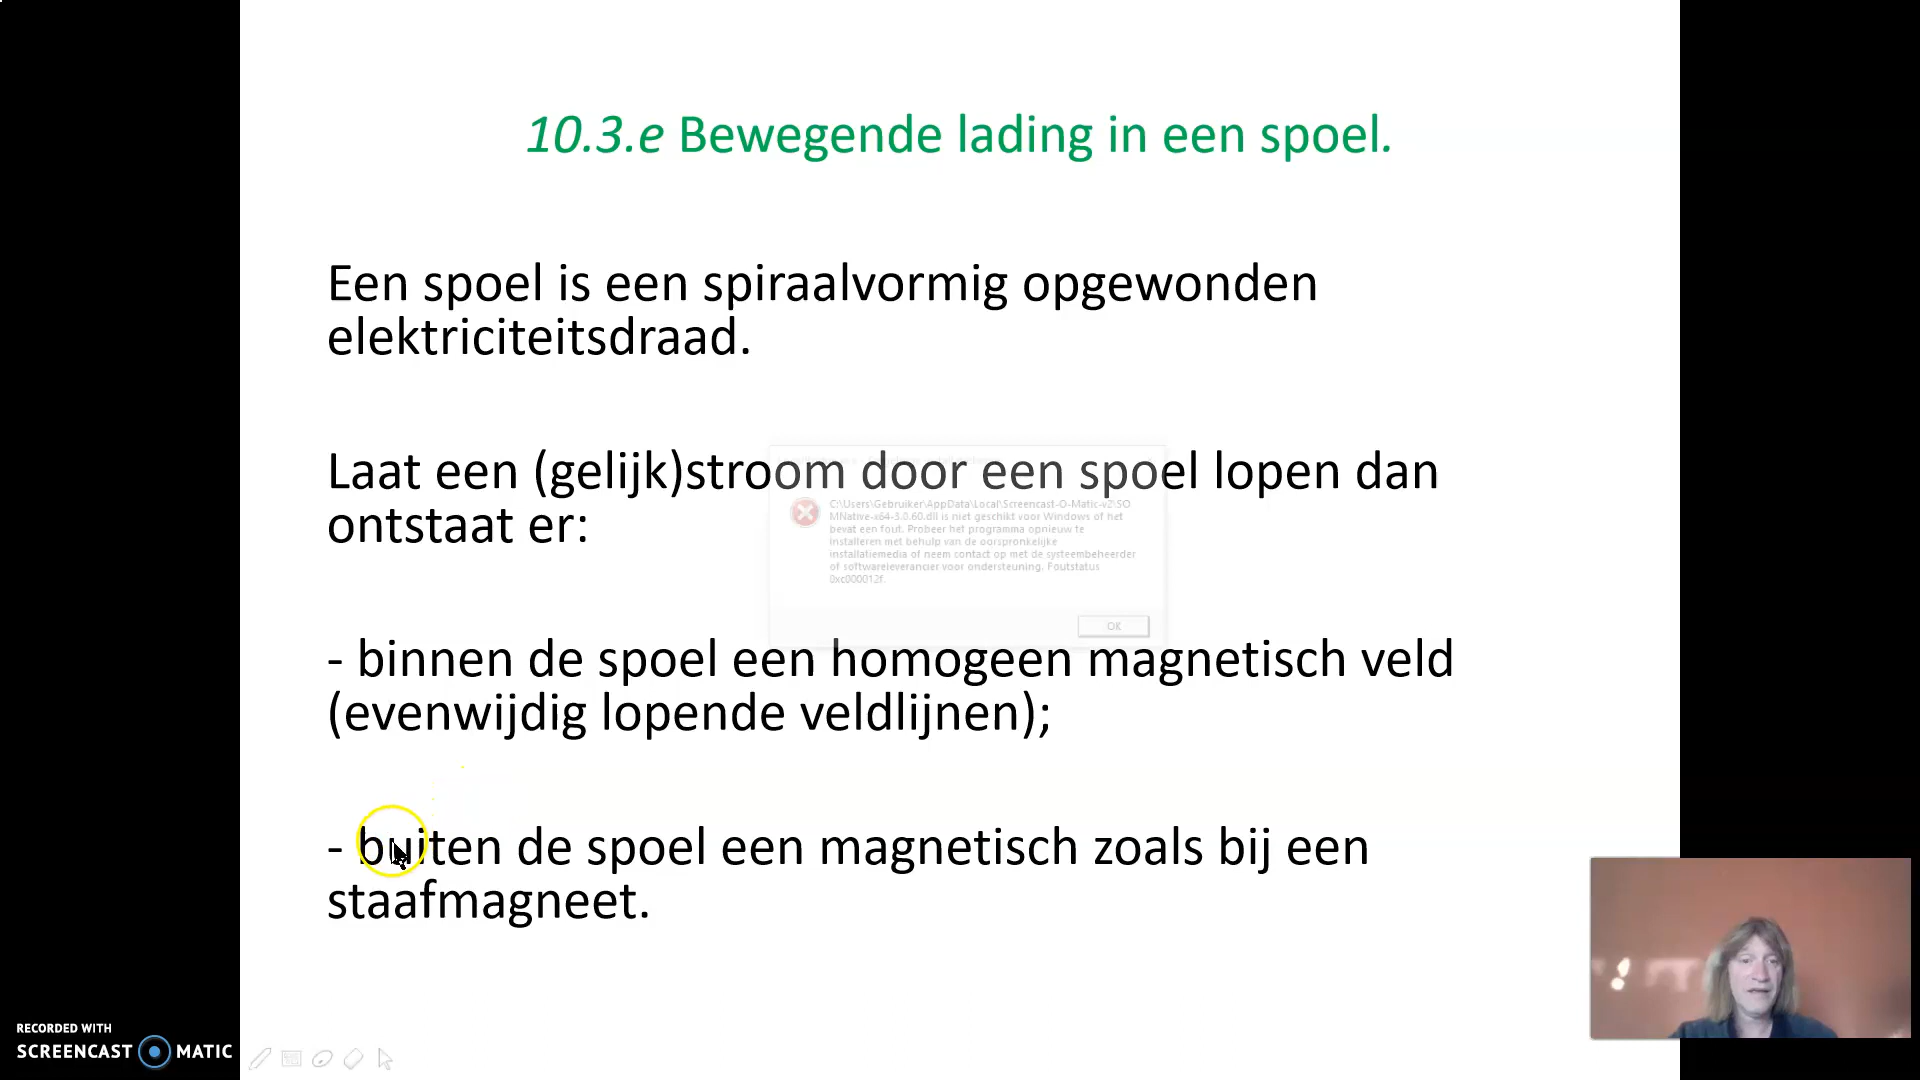 10.3.e Bewegende lading in een spoel.
Een spoel is een spiraalvormig opgewonden
elektriciteitsdraad.
Laat een (gelijk)stroom door een spoel lopen dan
ontstaat er:
C:\Users\Gebruiker\AppData\Local\Screencast-O-Matic-v2\SO
MNative-x64-3.0.60.dll is niet geschikt voor Windows of het
bevat een fout. Probeer het programma opnieuw te
installeren met behulp van de oorspronkelijke
installatiemedia of neem contact op met de systeembeheerder
of softwareleverancier voor ondersteuning. Foutstatus
0xc000012f.
OK
- binnen de spoel een homogeen magnetisch veld
(evenwijdig lopende veldlijnen);
- buiten de spoel een magnetisch zoals bij een
staafmagneet.
RECORDED WITH
SCREENCAST MATIC